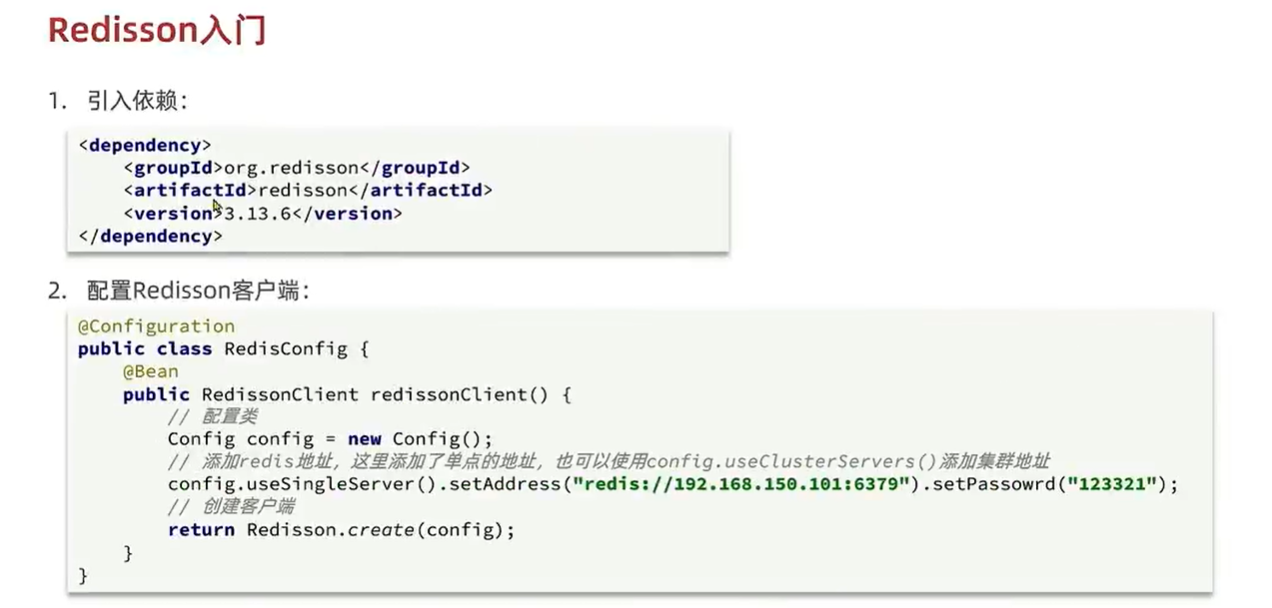 Redisson入门
1. 引入依赖：
<dependency>
    <groupId>org.redisson</groupId>
    <artifactId>redisson</artifactId>
    <version>3.13.6</version>
</dependency>
2. 配置Redisson客户端：
@Configuration
public class RedisConfig {
    @Bean
    public RedissonClient redissonClient() {
        // 配置类
        Config config = new Config();
        // 添加redis地址，这里添加了单点的地址，也可以使用config.useClusterServers()添加集群地址
        config.useSingleServer().setAddress("redis://192.168.150.101:6379").setPassowrd("123321");
        // 创建客户端
        return Redisson.create(config);
    }
}